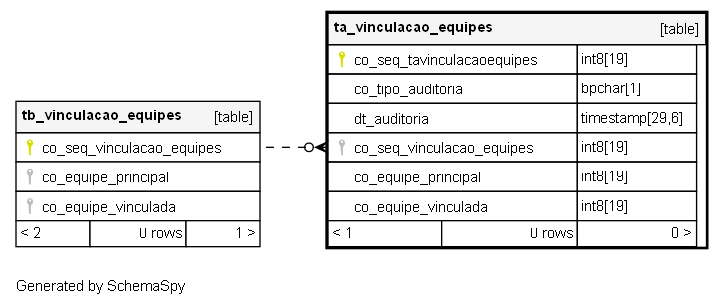 ta_vinculacao_equipes [table]
co_seq_tavinculacaoequipes int8[19]
co_tipo_auditoria bpchar[1]
dt_auditoria timestamp[29,6]
co_seq_vinculacao_equipes int8[19]
co_equipe_principal int8[19]
co_equipe_vinculada int8[19]
< 1 0 rows 0 >
tb_vinculacao_equipes [table]
co_seq_vinculacao_equipes
co_equipe_principal
co_equipe_vinculada
< 2 0 rows 1 >
Generated by SchemaSpy